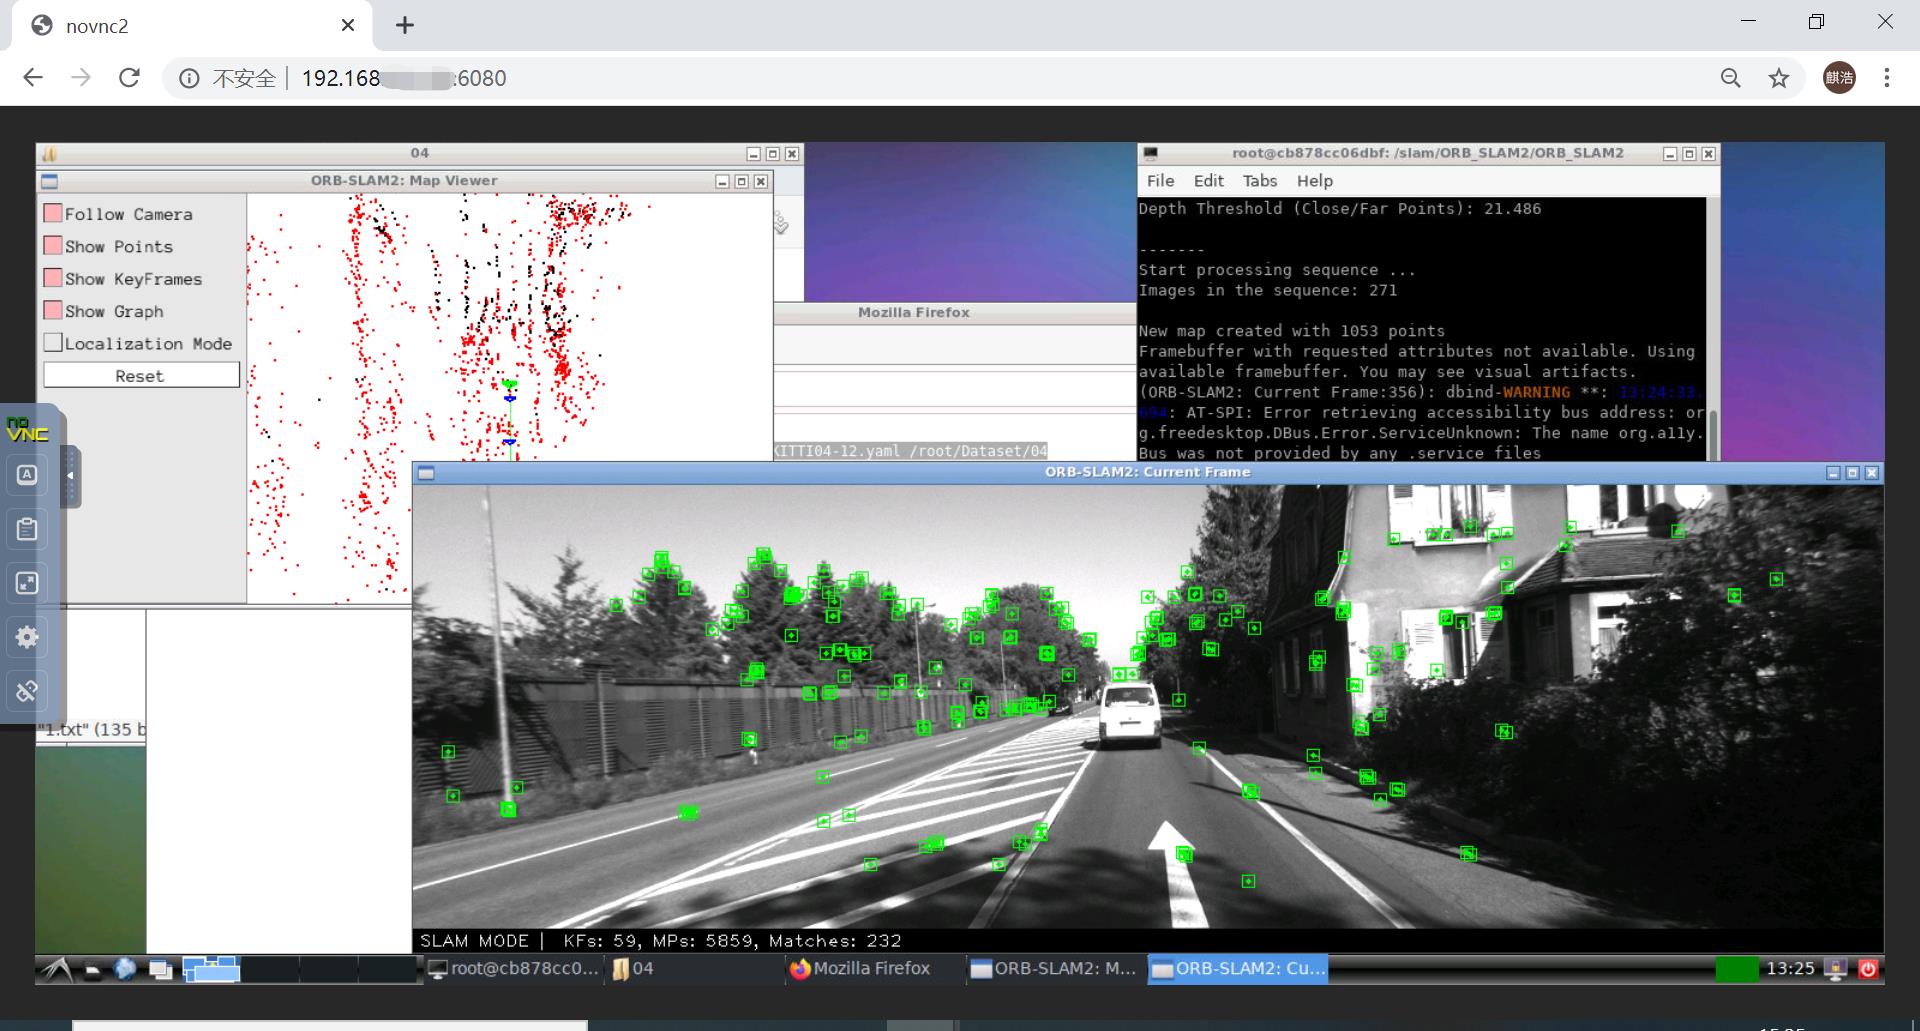 novnc2
不安全
192.168
:6080
麒浩
04
ORB-SLAM2: Map Viewer
Follow Camera
Show Points
Show KeyFrames
Show Graph
Localization Mode
Reset
no
VNC
A
"1.txt" (135 b
Mozilla Firefox
KITTI04-12.yaml /root/Dataset/04
root@cb878cc06dbf: /slam/ORB_SLAM2/ORB_SLAM2
File Edit Tabs Help
Depth Threshold (Close/Far Points): 21.486
-------
Start processing sequence ...
Images in the sequence: 271
New map created with 1053 points
Framebuffer with requested attributes not available. Using
available framebuffer. You may see visual artifacts.
(ORB-SLAM2: Current Frame:356): dbind-WARNING **: 13:24:33.
694: AT-SPI: Error retrieving accessibility bus address: or
g.freedesktop.DBus.Error.ServiceUnknown: The name org.a11y.
Bus was not provided by any .service files
ORB-SLAM2: Current Frame
SLAM MODE | KFs: 59, MPs: 5859, Matches: 232
root@cb878cc0...
04
Mozilla Firefox
ORB-SLAM2: M...
ORB-SLAM2: Cu...
13:25